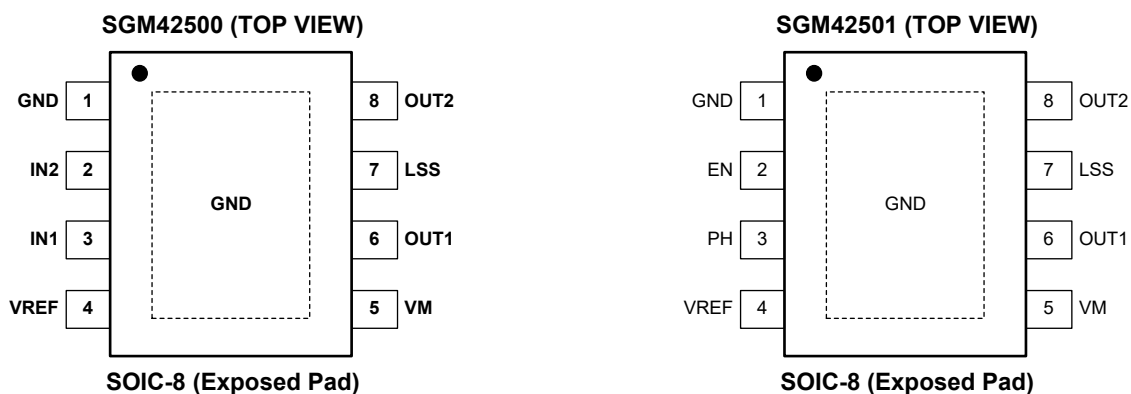 SGM42500 (TOP VIEW)
GND 1
IN2 2
IN1 3
VREF 4
GND
8 OUT2
7 LSS
6 OUT1
5 VM
SOIC-8 (Exposed Pad)
SGM42501 (TOP VIEW)
GND 1
EN 2
PH 3
VREF 4
GND
8 OUT2
7 LSS
6 OUT1
5 VM
SOIC-8 (Exposed Pad)